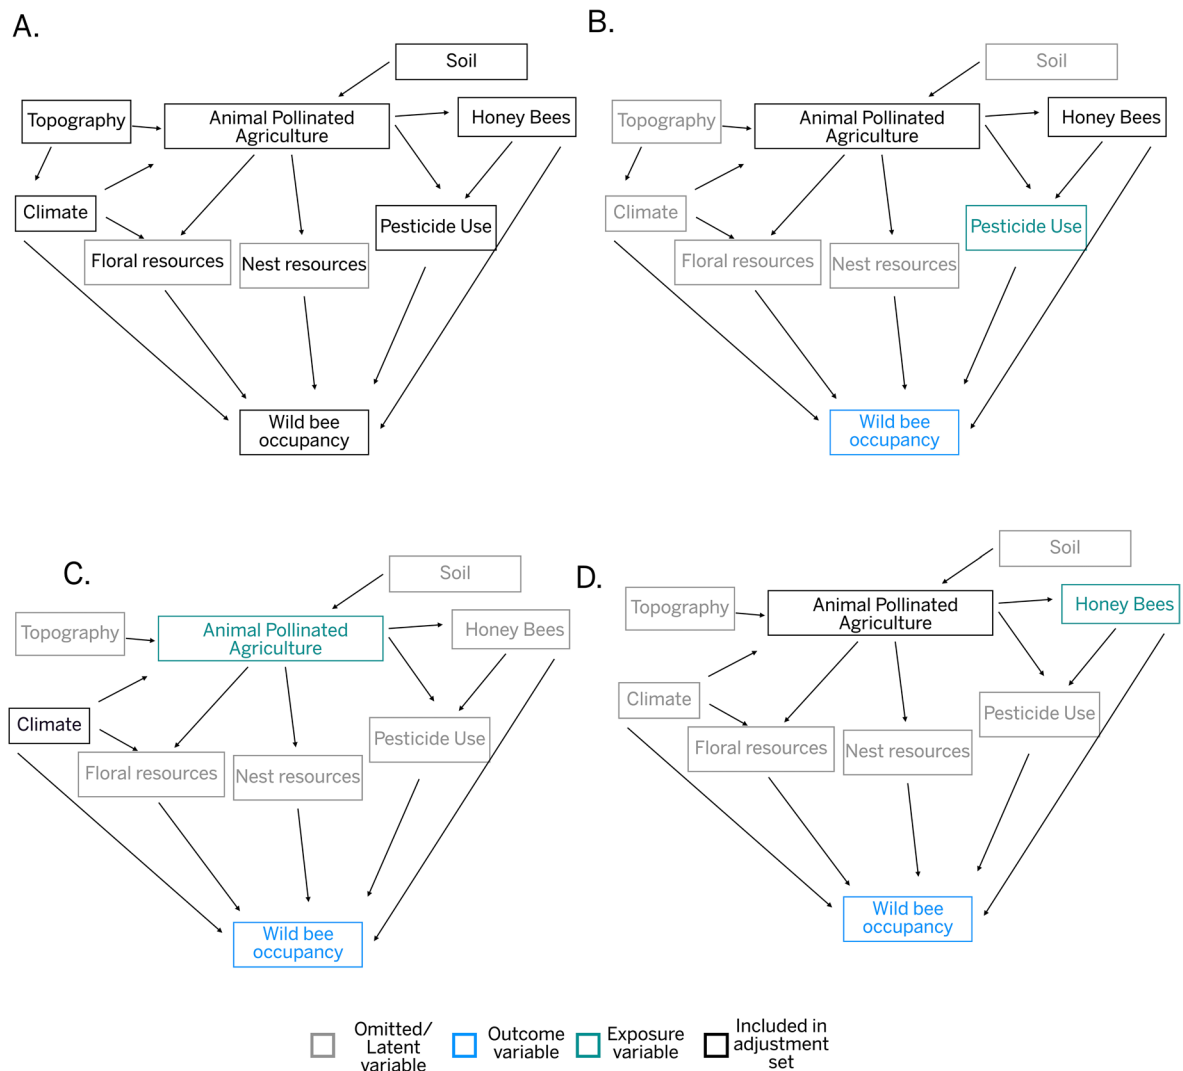 A.
Soil
Topography
Animal Pollinated
Agriculture
Honey Bees
Climate
Pesticide Use
Floral resources
Nest resources
Wild bee
occupancy
B.
Soil
Topography
Animal Pollinated
Agriculture
Honey Bees
Climate
Pesticide Use
Floral resources
Nest resources
Wild bee
occupancy
C.
Soil
Topography
Animal Pollinated
Agriculture
Honey Bees
Climate
Pesticide Use
Floral resources
Nest resources
Wild bee
occupancy
D.
Soil
Topography
Animal Pollinated
Agriculture
Honey Bees
Climate
Pesticide Use
Floral resources
Nest resources
Wild bee
occupancy
Omitted/
Latent
variable
Outcome
variable
Exposure
variable
Included in
adjustment
set